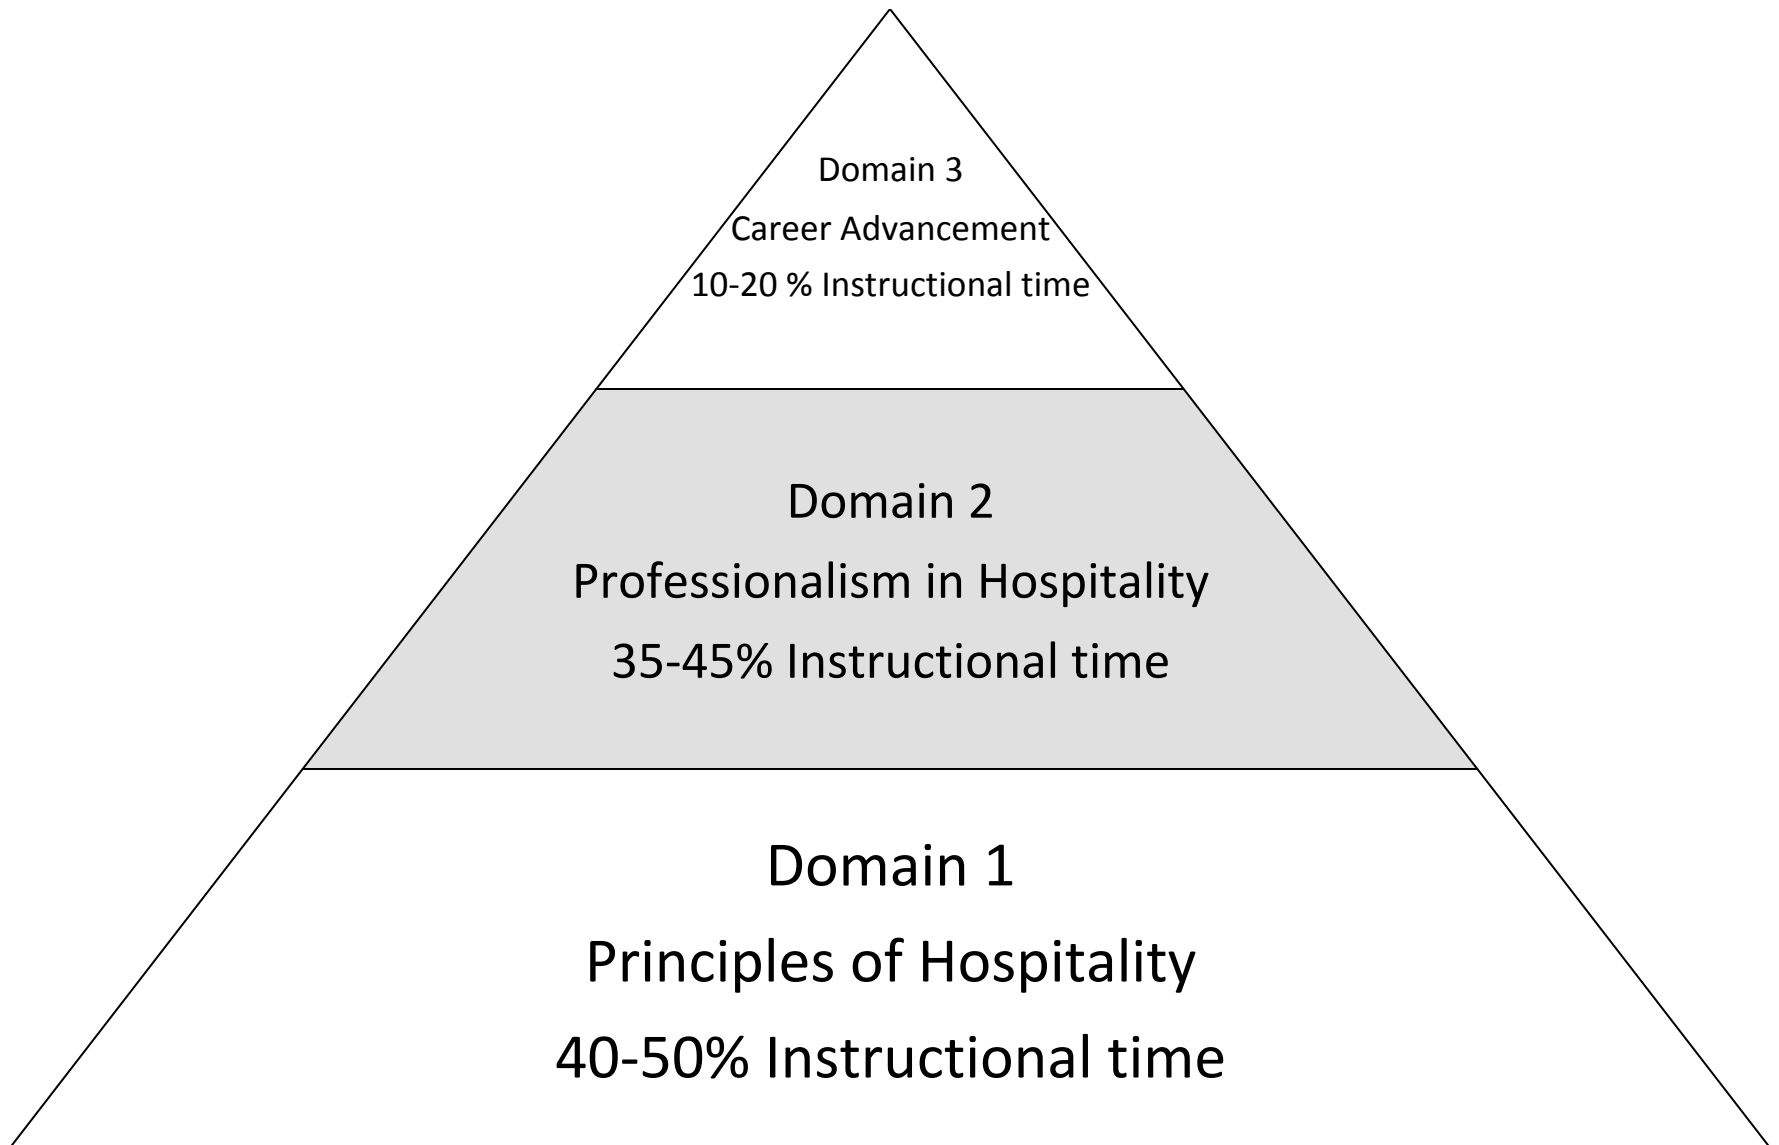 Domain 3
Career Advancement
10-20 % Instructional time
Domain 2
Professionalism in Hospitality
35-45% Instructional time
Domain 1
Principles of Hospitality
40-50% Instructional time